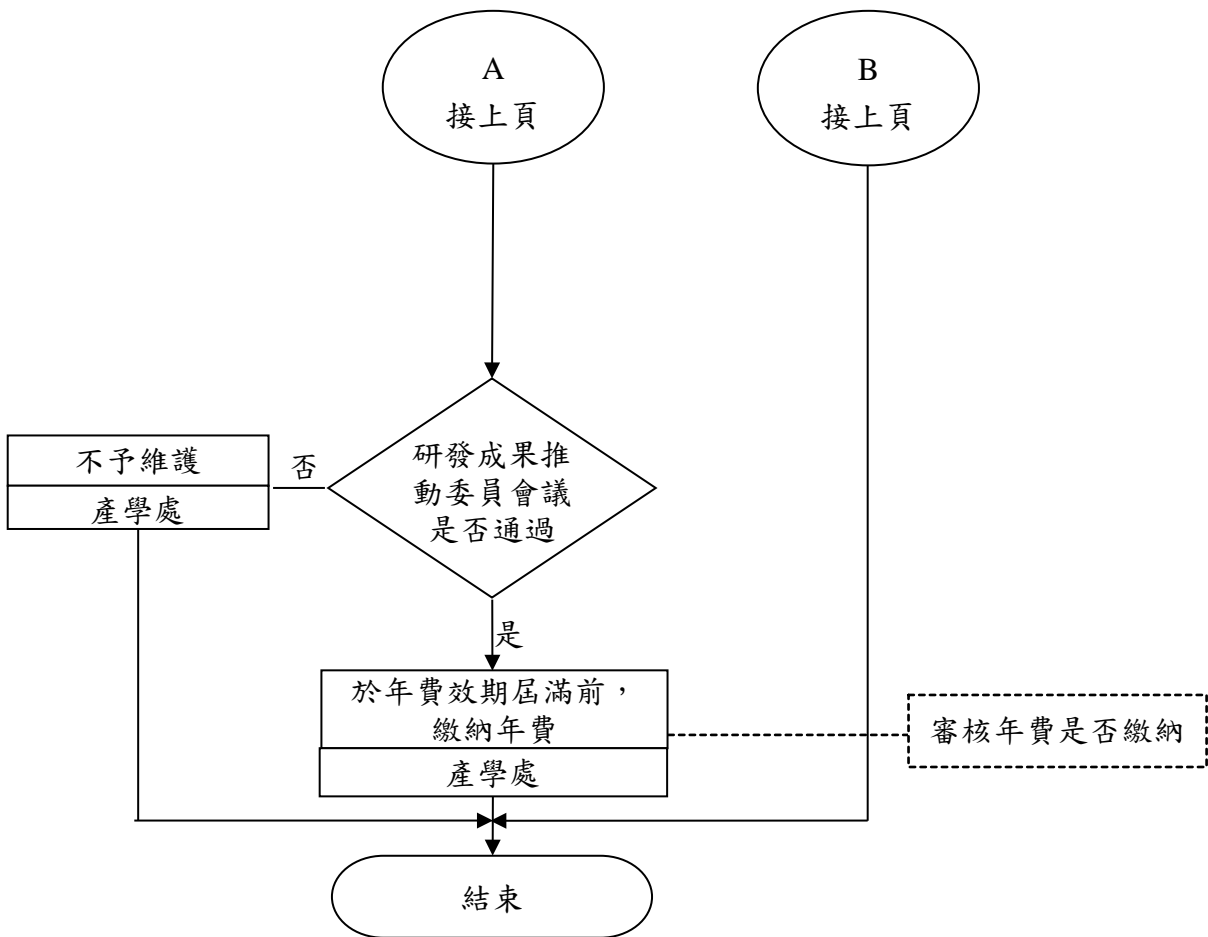 A
接上頁
B
接上頁
研發成果推
動委員會議
是否通過
否
不予維護
產學處
是
於年費效期屆滿前，
繳納年費
產學處
審核年費是否繳納
結束